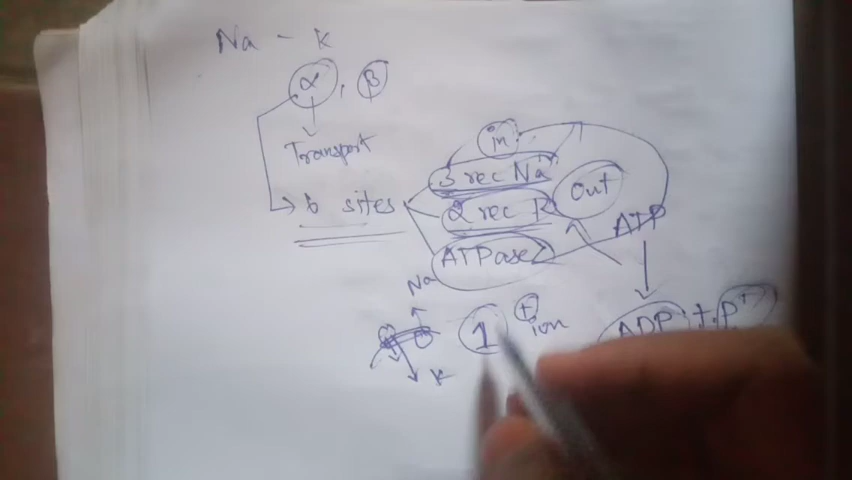 Na - K
α, β
Transport
6 sites
in
3 rec Na
2 rec K
out
ATPase
ATP
ADP + P+
Na
K
1 + ion